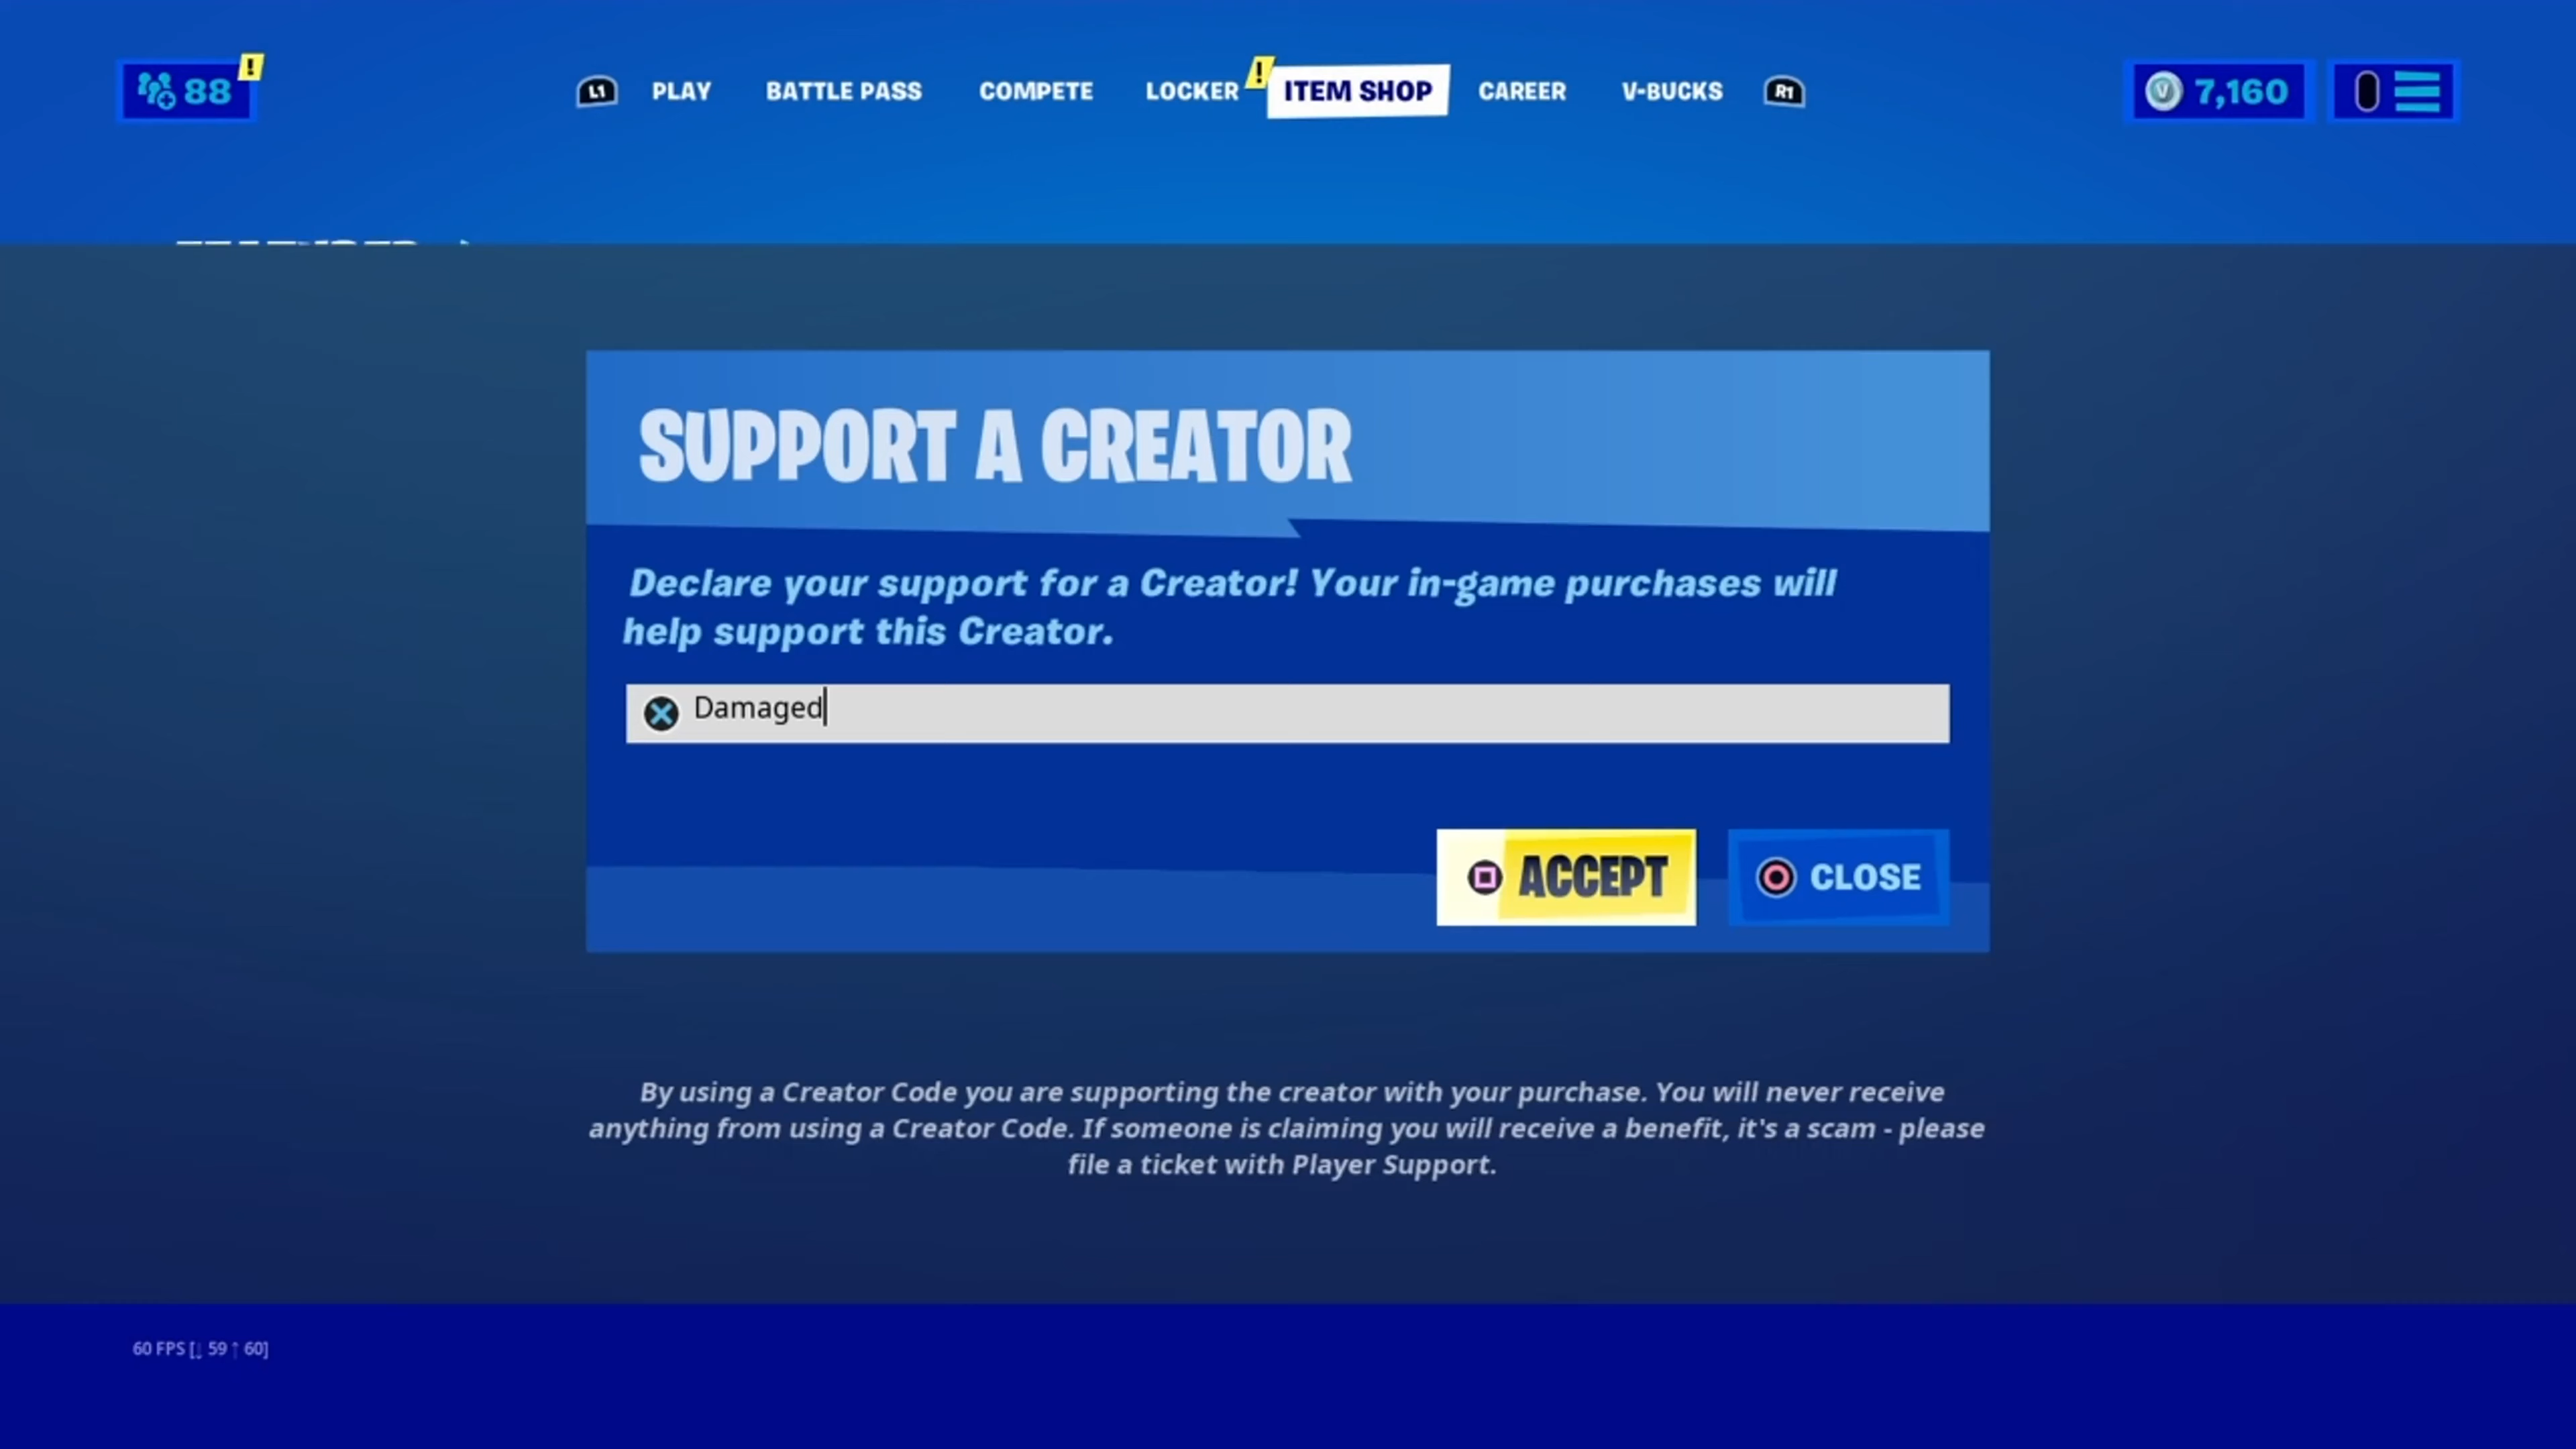 88 !
L1 PLAY BATTLE PASS COMPETE LOCKER ! ITEM SHOP CAREER V-BUCKS R1
V 7,160
SUPPORT A CREATOR
Declare your support for a Creator! Your in-game purchases will
help support this Creator.
Damaged
ACCEPT
CLOSE
By using a Creator Code you are supporting the creator with your purchase. You will never receive
anything from using a Creator Code. If someone is claiming you will receive a benefit, it's a scam - please
file a ticket with Player Support.
60 FPS [↓ 59 ↑ 60]